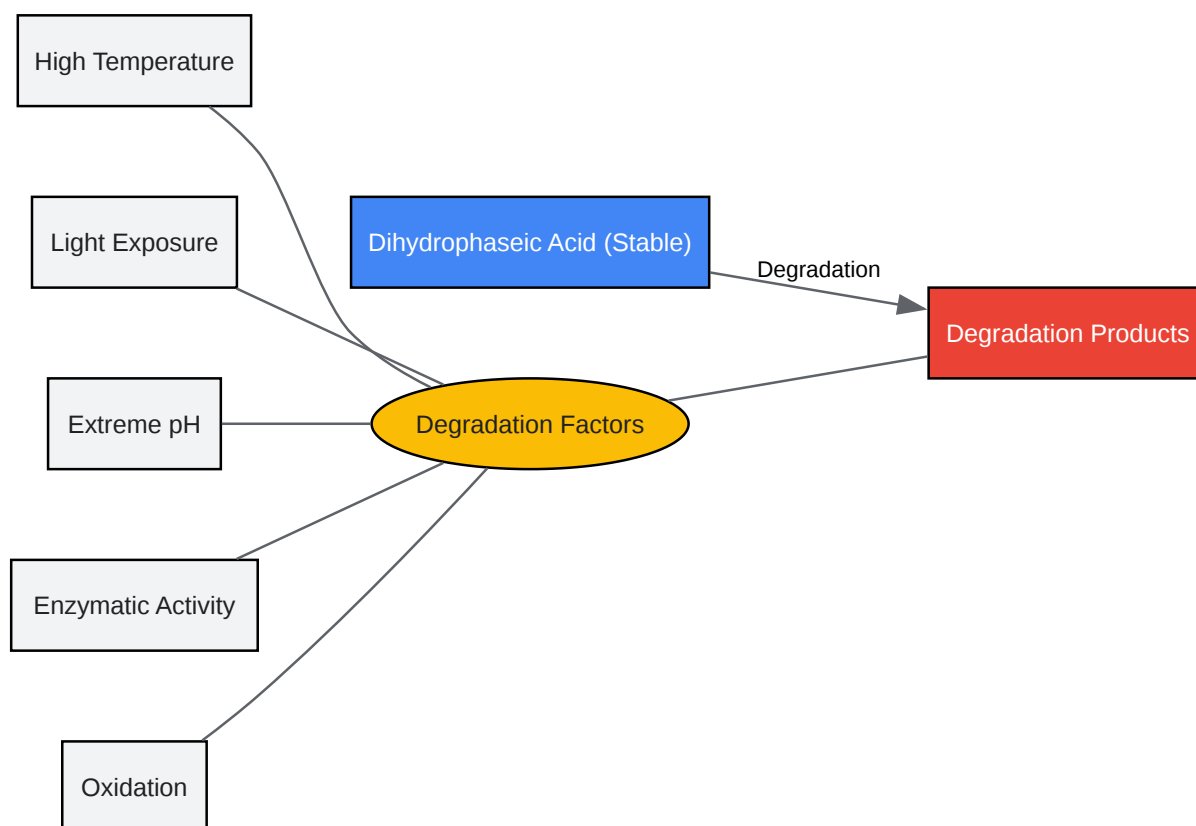 High Temperature
Light Exposure
Dihydrophaseic Acid (Stable)
Degradation
Degradation Products
Extreme pH
Degradation Factors
Enzymatic Activity
Oxidation